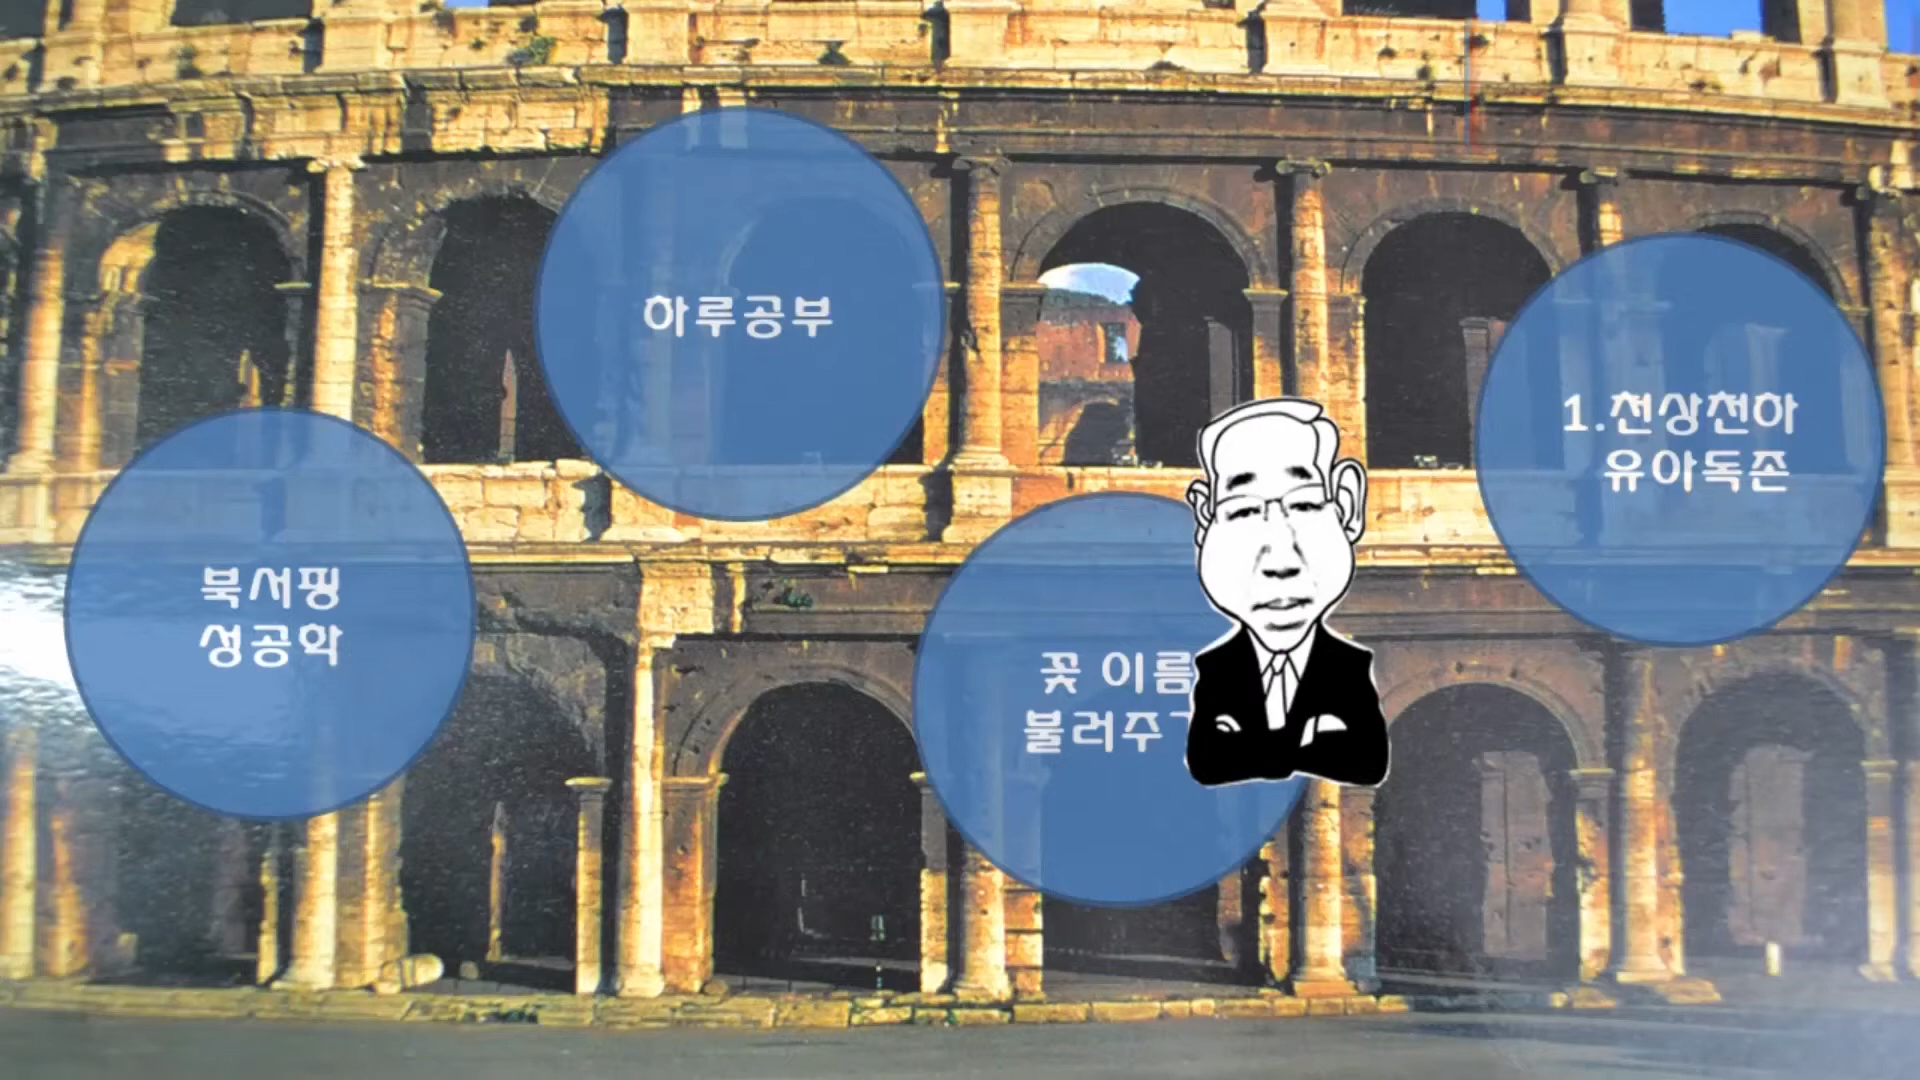 북서핑
성공학
하루공부
꽃 이름
불러주
1.천상천하
유아독존